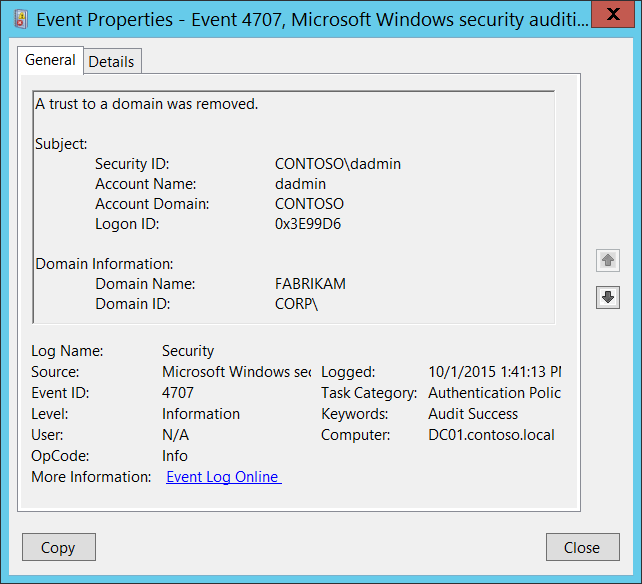 Event Properties - Event 4707, Microsoft Windows security auditi...
X
General Details
A trust to a domain was removed.
Subject:
Security ID: CONTOSO\dadmin
Account Name: dadmin
Account Domain: CONTOSO
Logon ID: 0x3E99D6
Domain Information:
Domain Name: FABRIKAM
Domain ID: CORP\
Log Name: Security
Source: Microsoft Windows sec Logged: 10/1/2015 1:41:13 PM
Event ID: 4707 Task Category: Authentication Polic
Level: Information Keywords: Audit Success
User: N/A Computer: DC01.contoso.local
OpCode: Info
More Information: Event Log Online
Copy Close